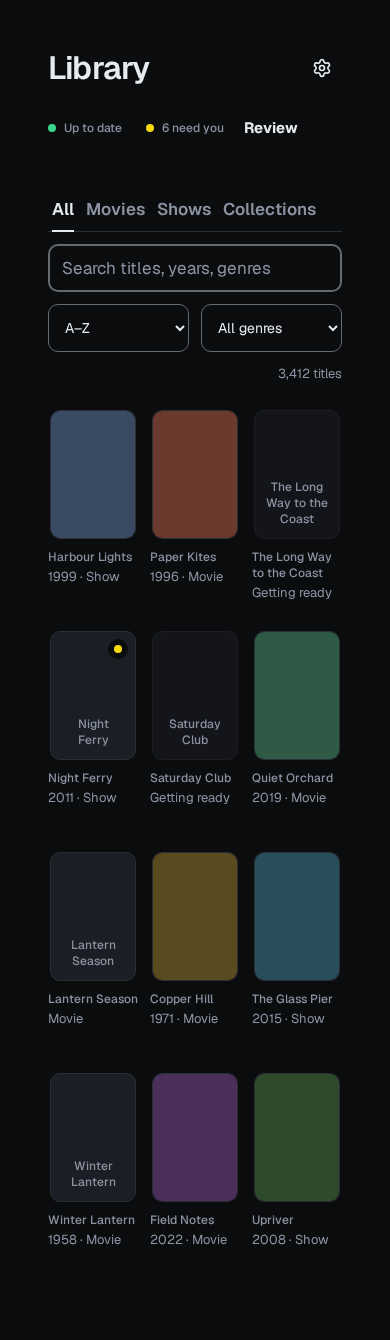 Library
Up to date
6 need you
Review
All Movies Shows Collections
Search titles, years, genres
A–Z
All genres
3,412 titles
The Long
Way to the
Coast
Harbour Lights
1999 · Show
Paper Kites
1996 · Movie
The Long Way
to the Coast
Getting ready
Night
Ferry
Saturday
Club
Night Ferry
2011 · Show
Saturday Club
Getting ready
Quiet Orchard
2019 · Movie
Lantern
Season
Lantern Season
Movie
Copper Hill
1971 · Movie
The Glass Pier
2015 · Show
Winter
Lantern
Winter Lantern
1958 · Movie
Field Notes
2022 · Movie
Upriver
2008 · Show